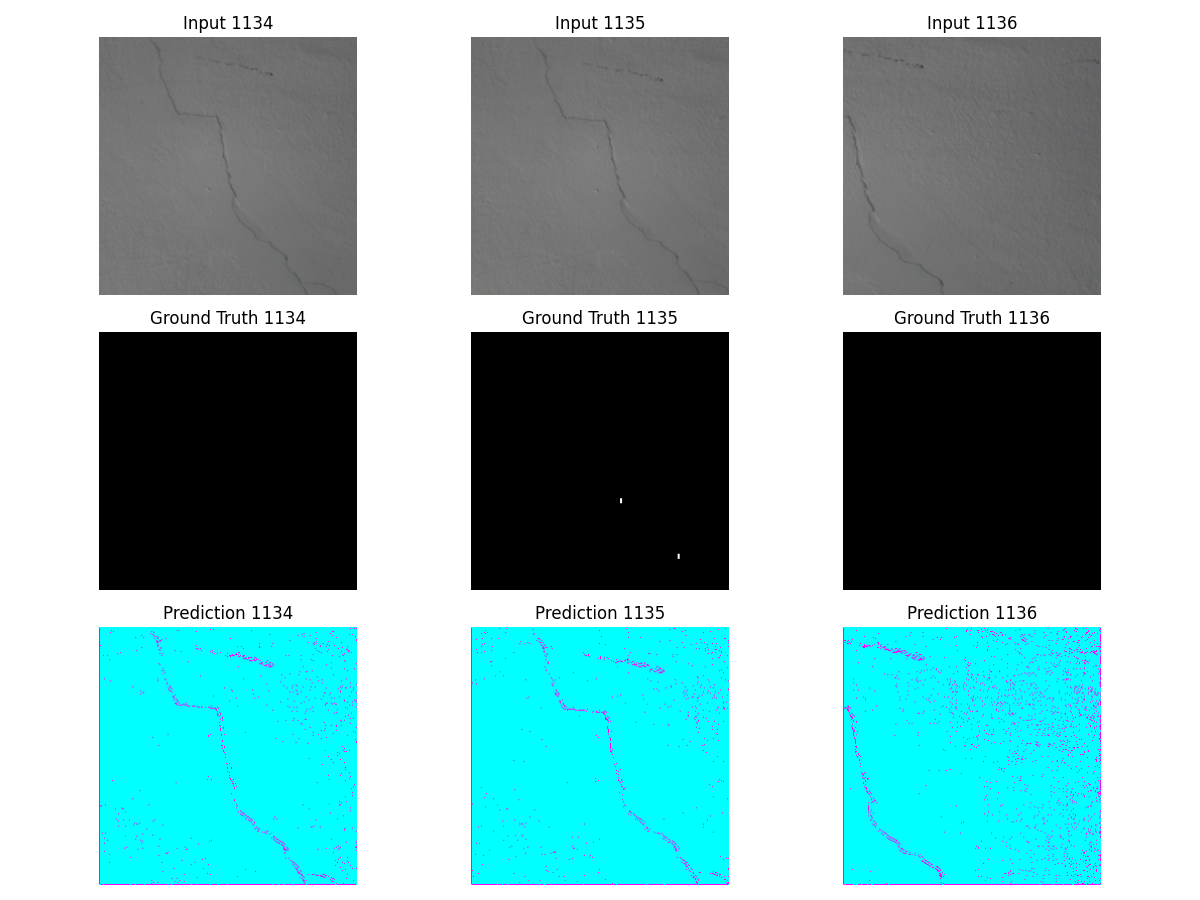 Input 1134
Input 1135
Input 1136
Ground Truth 1134
Ground Truth 1135
Ground Truth 1136
Prediction 1134
Prediction 1135
Prediction 1136